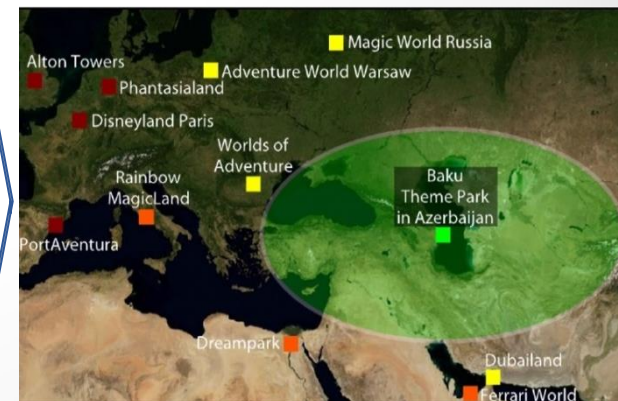 Magic World Russia
Alton Towers
Adventure World Warsaw
Phantasialand
Disneyland Paris
Worlds of
Adventure
Rainbow
MagicLand
Baku
Theme Park
in Azerbaijan
PortAventura
Dreampark
Dubailand
Ferrari World